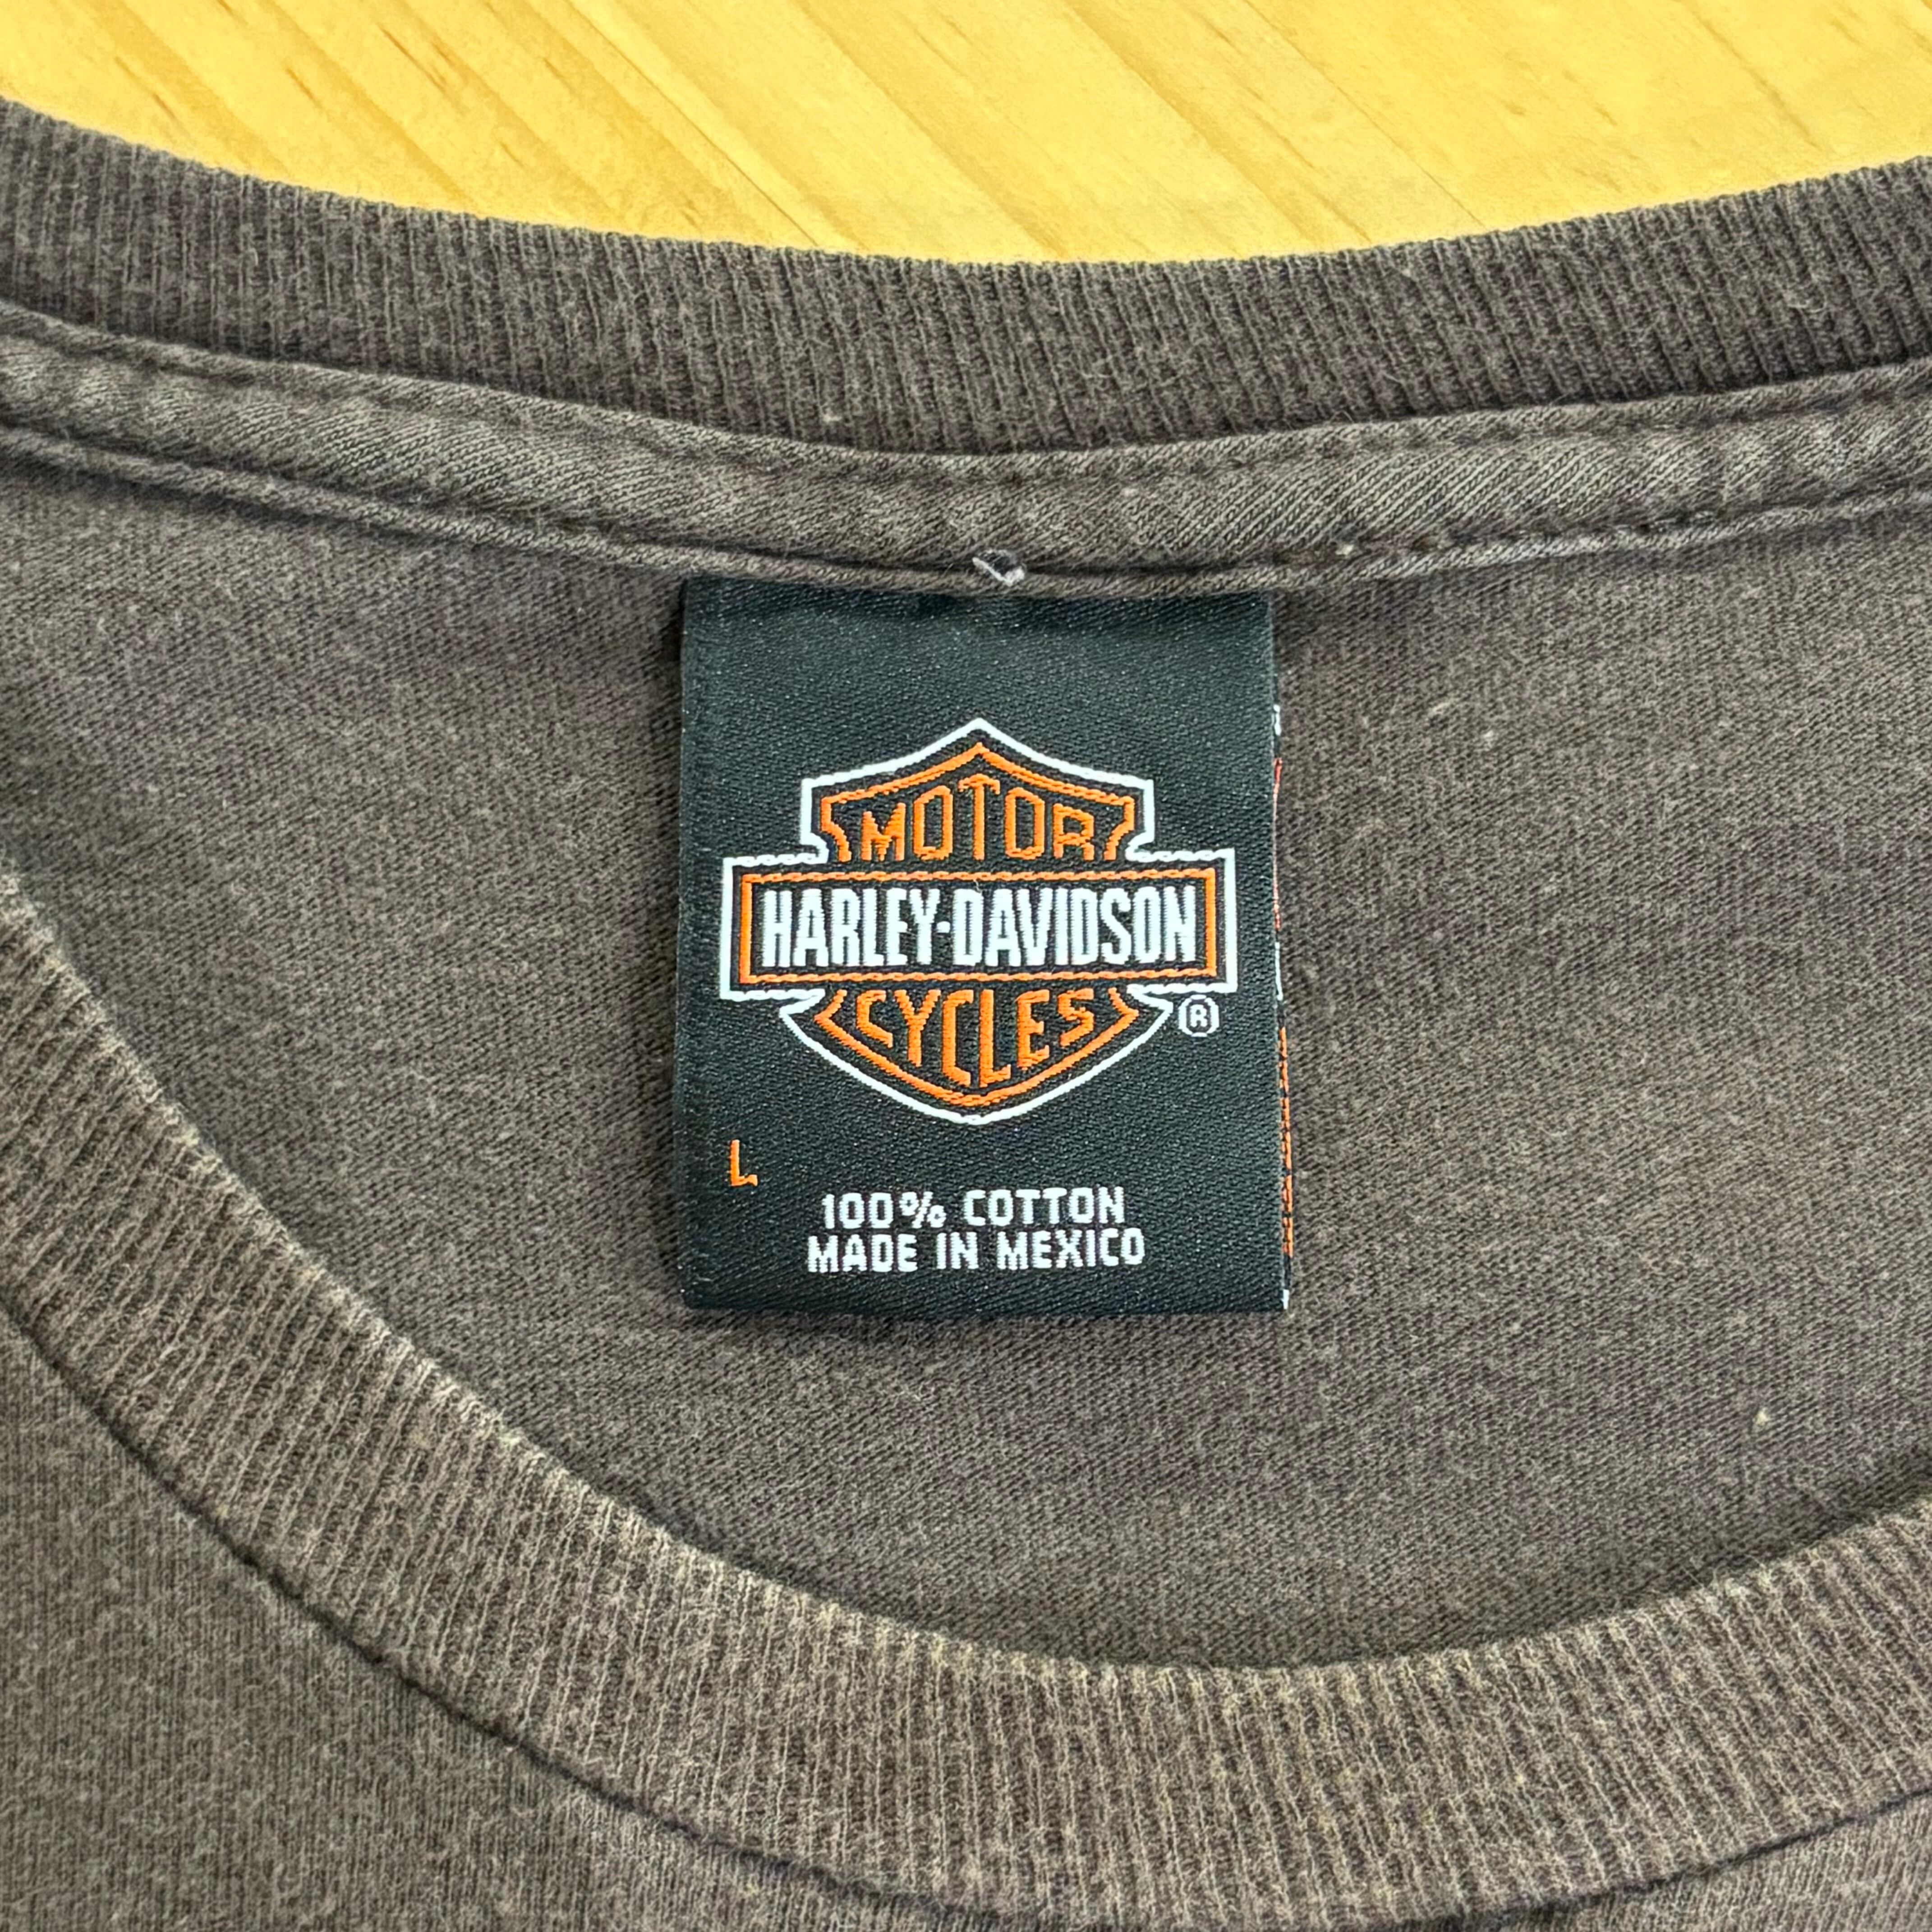 MOTOR
HARLEY-DAVIDSON
CYCLES
®
L
100% COTTON
MADE IN MEXICO